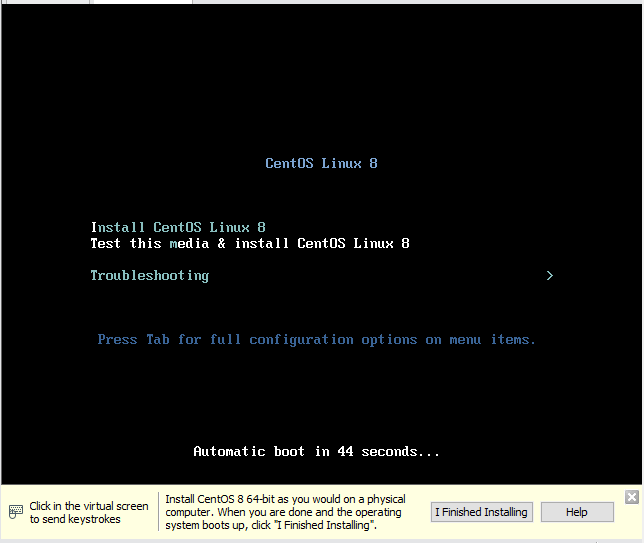 CentOS Linux 8
Install CentOS Linux 8
Test this media & install CentOS Linux 8
Troubleshooting >
Press Tab for full configuration options on menu items.
Automatic boot in 44 seconds...
Click in the virtual screen
to send keystrokes
Install CentOS 8 64-bit as you would on a physical
computer. When you are done and the operating
system boots up, click "I Finished Installing".
I Finished Installing
Help